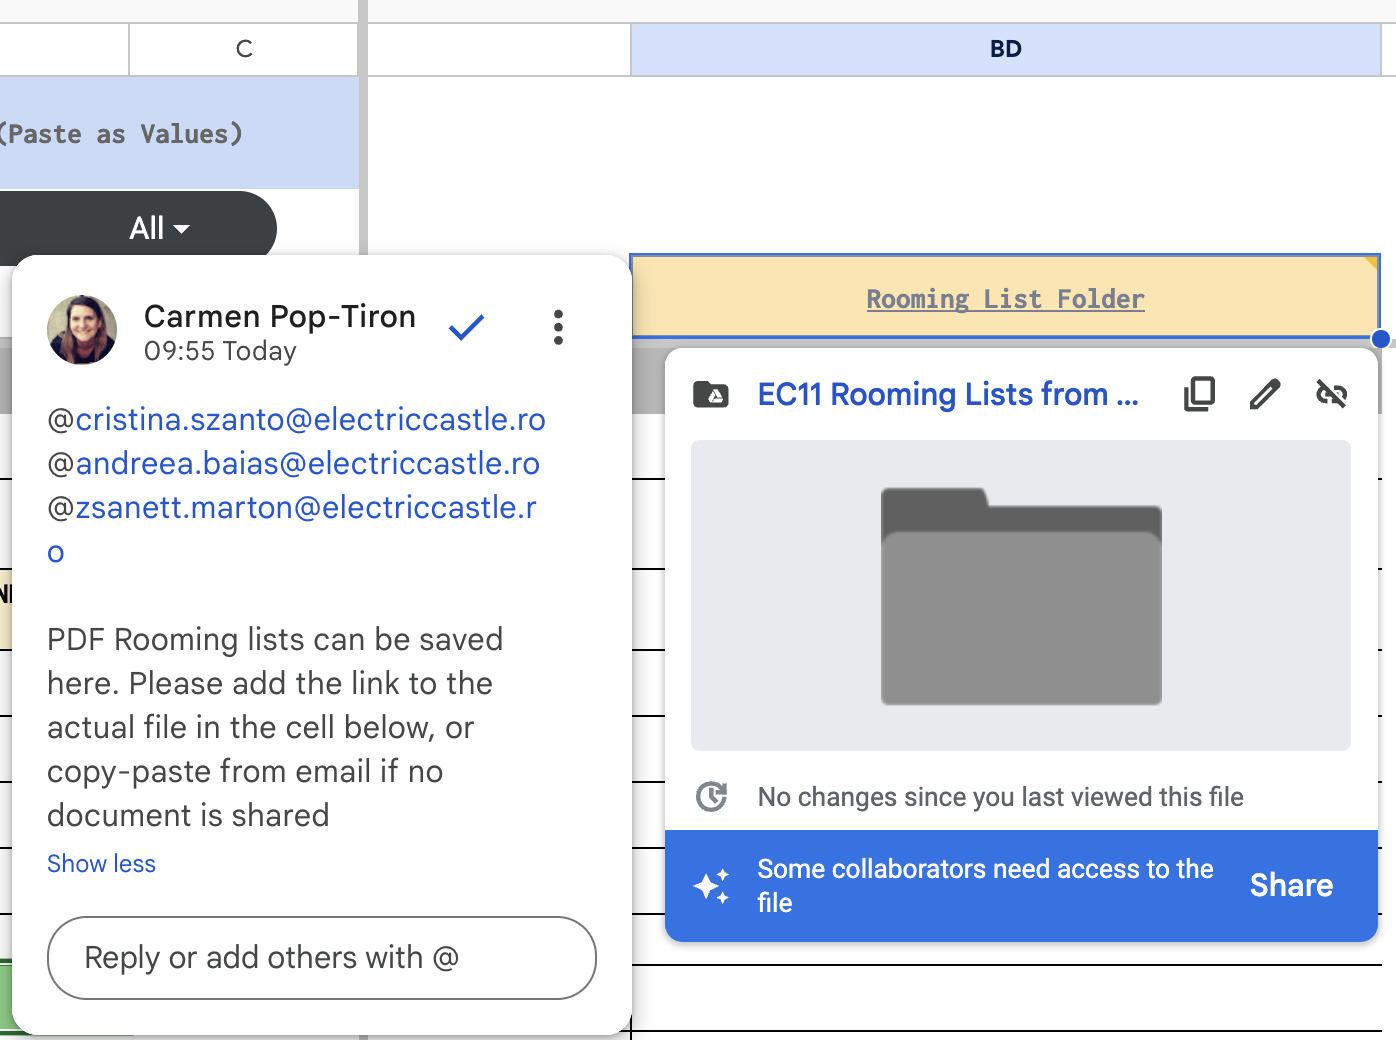 C
BD
(Paste as Values)
All
Rooming List Folder
Carmen Pop-Tiron
09:55 Today
@cristina.szanto@electriccastle.ro
@andreea.baias@electriccastle.ro
@zsanett.marton@electriccastle.r
o
PDF Rooming lists can be saved
here. Please add the link to the
actual file in the cell below, or
copy-paste from email if no
document is shared
Show less
Reply or add others with @
EC11 Rooming Lists from ...
No changes since you last viewed this file
Some collaborators need access to the
file
Share